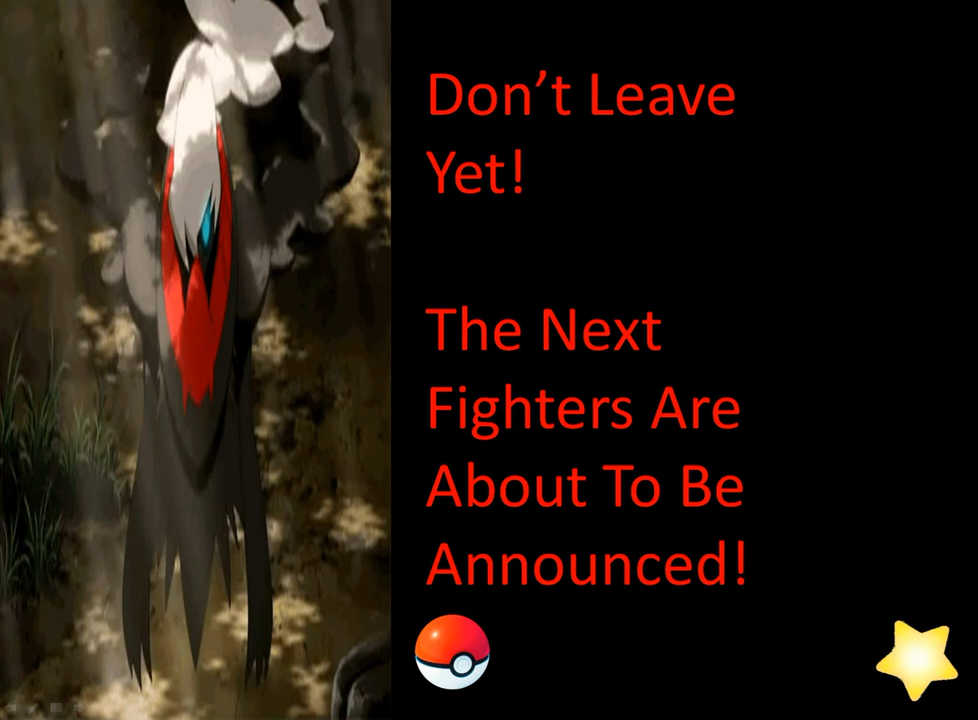 Don’t Leave
Yet!
The Next
Fighters Are
About To Be
Announced!